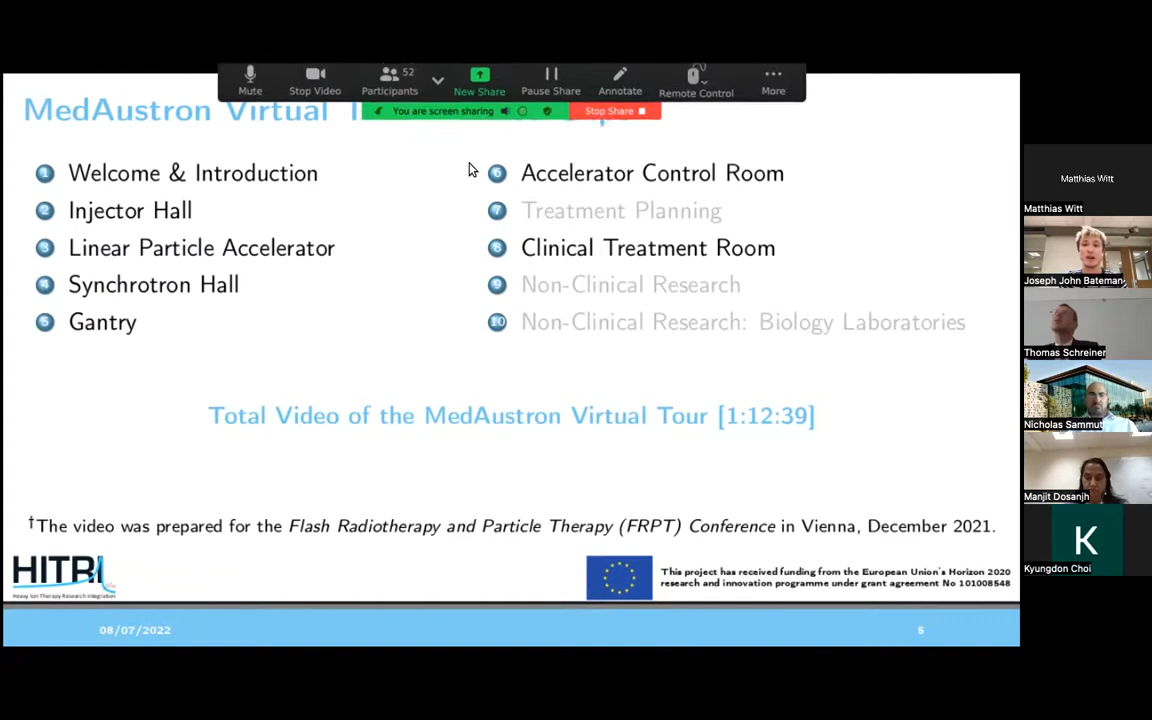 52
Mute
Stop Video
Participants
New Share
Pause Share
Annotate
Remote Control
More
MedAustron Virtual
You are screen sharing
Stop Share
1 Welcome & Introduction
2 Injector Hall
3 Linear Particle Accelerator
4 Synchrotron Hall
5 Gantry
6 Accelerator Control Room
7 Treatment Planning
8 Clinical Treatment Room
9 Non-Clinical Research
10 Non-Clinical Research: Biology Laboratories
Total Video of the MedAustron Virtual Tour [1:12:39]
†The video was prepared for the Flash Radiotherapy and Particle Therapy (FRPT) Conference in Vienna, December 2021.
HITRI
Heavy Ion Therapy Research Integration
This project has received funding from the European Union's Horizon 2020
research and innovation programme under grant agreement No 101008548
08/07/2022
5
Matthias Witt
Matthias Witt
Joseph John Bateman
Thomas Schreiner
Nicholas Sammut
Manjit Dosanjh
K
Kyungdon Choi